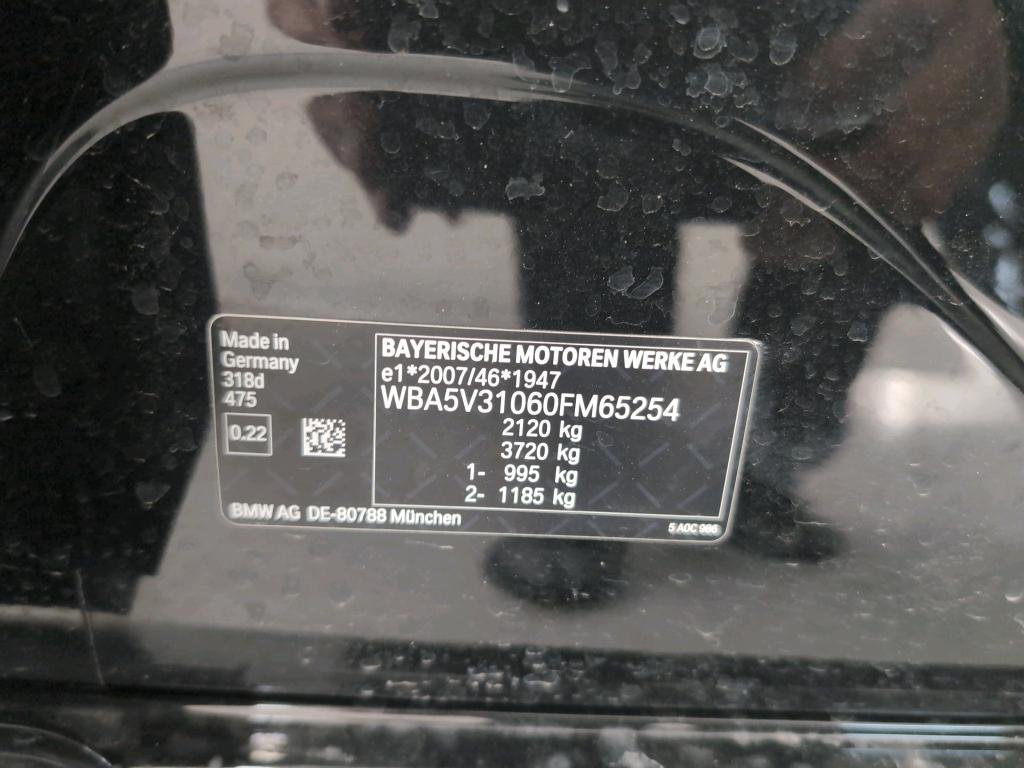 Made in
Germany
318d
475
0.22
BAYERISCHE MOTOREN WERKE AG
e1*2007/46*1947
WBA5V31060FM65254
2120 kg
3720 kg
1- 995 kg
2- 1185 kg
BMW AG DE-80788 München
5 A0C 986